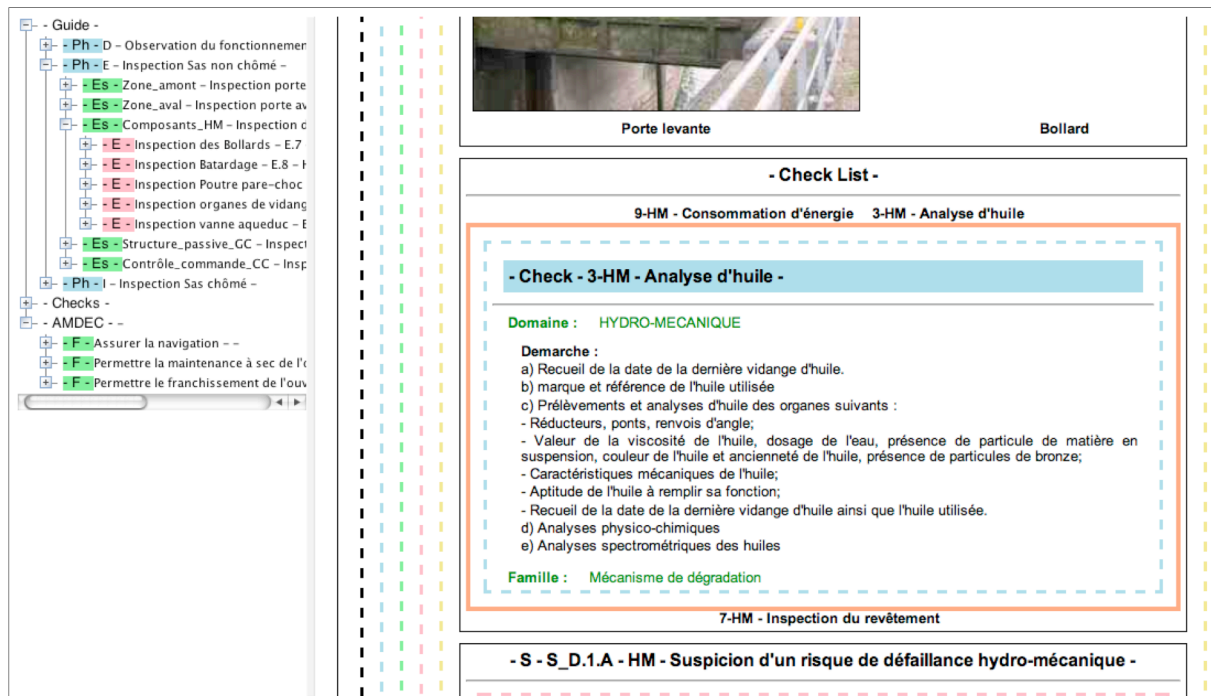 - Guide -
- Ph - D – Observation du fonctionnemen
- Ph - E – Inspection Sas non chômé –
- Es - Zone_amont – Inspection porte
- Es - Zone_aval – Inspection porte av
- Es - Composants_HM – Inspection d
- E - Inspection des Bollards – E.7
- E - Inspection Batardage – E.8 – H
- E - Inspection Poutre pare-choc
- E - Inspection organes de vidang
- E - Inspection vanne aqueduc – E
- Es - Structure_passive_GC – Inspect
- Es - Contrôle_commande_CC – Insp
- Ph - I – Inspection Sas chômé –
- Checks -
- AMDEC - -
- F - Assurer la navigation – –
- F - Permettre la maintenance à sec de l'o
- F - Permettre le franchissement de l'ouv
Porte levante
Bollard
- Check List -
9-HM - Consommation d'énergie 3-HM - Analyse d'huile
- Check - 3-HM - Analyse d'huile -
Domaine : HYDRO-MECANIQUE
Demarche :
a) Recueil de la date de la dernière vidange d'huile.
b) marque et référence de l'huile utilisée
c) Prélèvements et analyses d'huile des organes suivants :
- Réducteurs, ponts, renvois d'angle;
- Valeur de la viscosité de l'huile, dosage de l'eau, présence de particule de matière en
suspension, couleur de l'huile et ancienneté de l'huile, présence de particules de bronze;
- Caractéristiques mécaniques de l'huile;
- Aptitude de l'huile à remplir sa fonction;
- Recueil de la date de la dernière vidange d'huile ainsi que l'huile utilisée.
d) Analyses physico-chimiques
e) Analyses spectrométriques des huiles
Famille : Mécanisme de dégradation
7-HM - Inspection du revêtement
- S - S_D.1.A - HM - Suspicion d'un risque de défaillance hydro-mécanique -